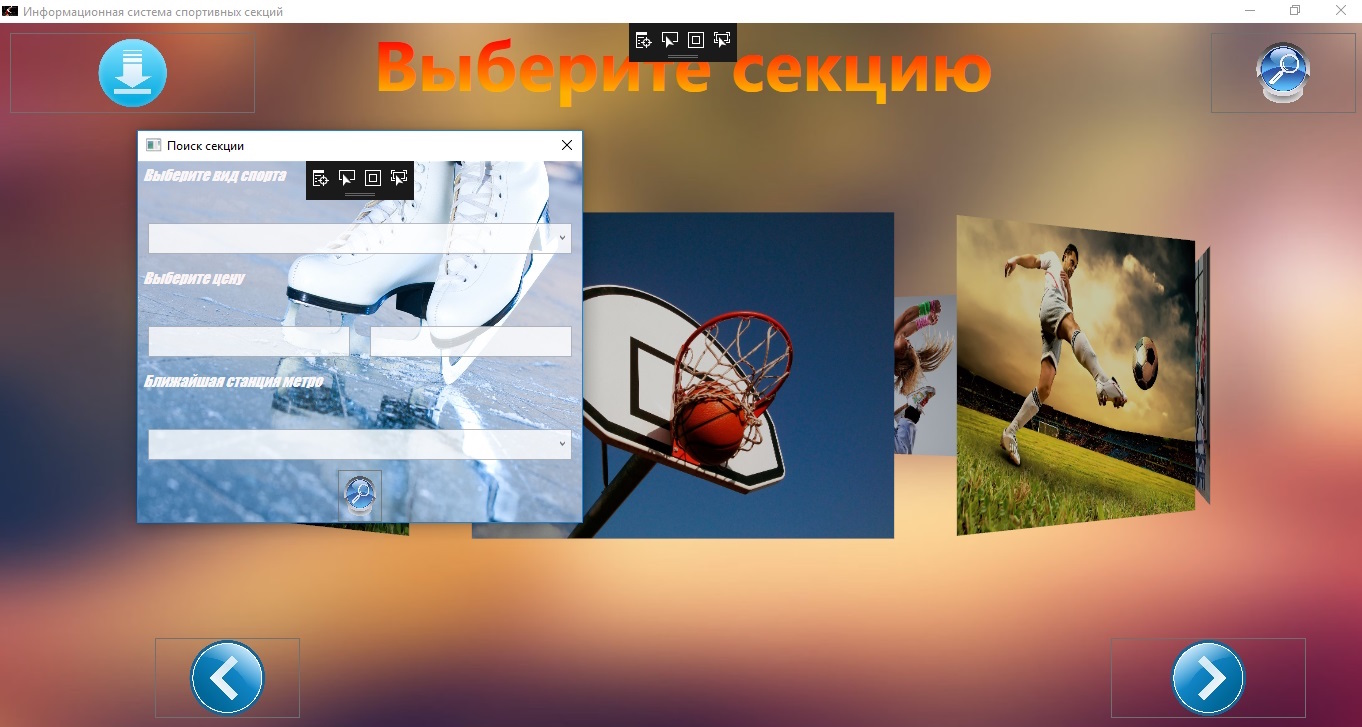 Информационная система спортивных секций
Выберите секцию
Поиск секции
Выберите вид спорта
Выберите цену
Ближайшая станция метро